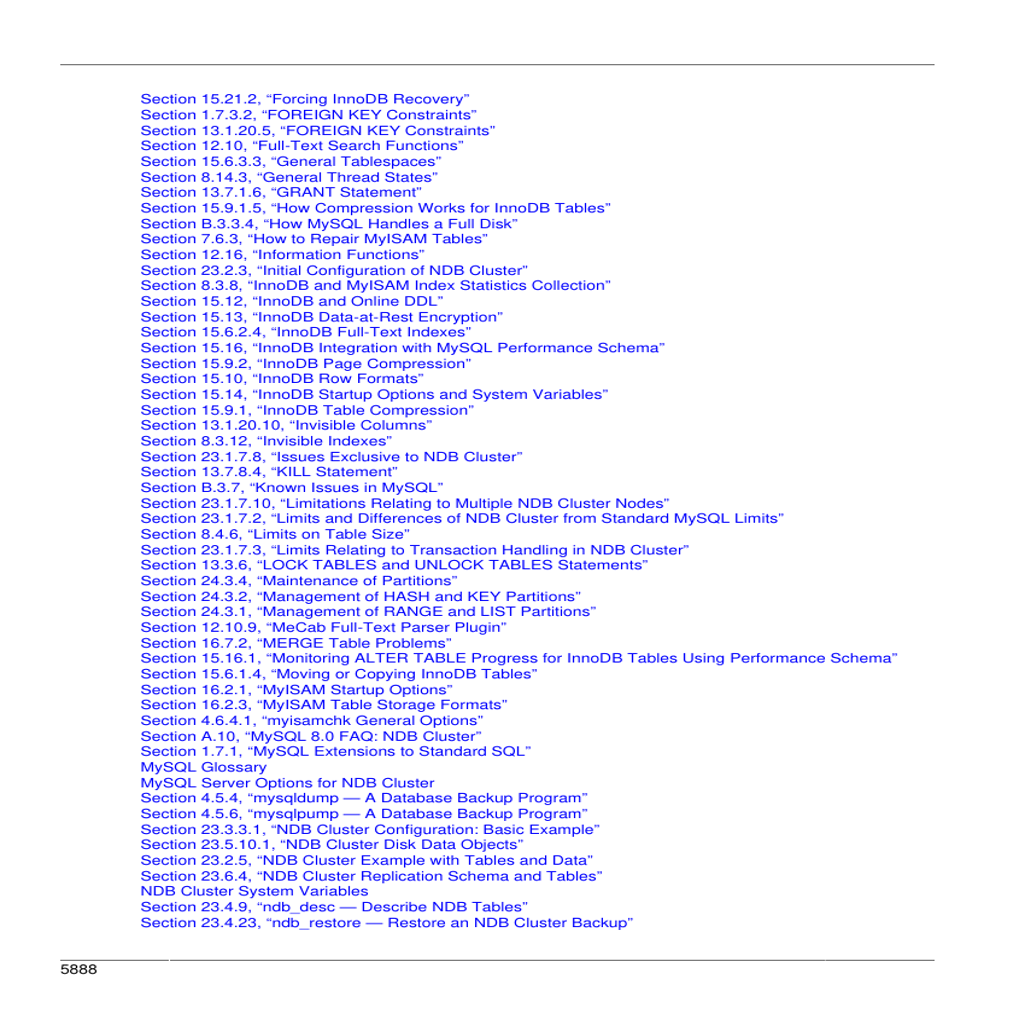 Section 15.21.2, “Forcing InnoDB Recovery”
Section 1.7.3.2, “FOREIGN KEY Constraints”
Section 13.1.20.5, “FOREIGN KEY Constraints”
Section 12.10, “Full-Text Search Functions”
Section 15.6.3.3, “General Tablespaces”
Section 8.14.3, “General Thread States”
Section 13.7.1.6, “GRANT Statement”
Section 15.9.1.5, “How Compression Works for InnoDB Tables”
Section B.3.3.4, “How MySQL Handles a Full Disk”
Section 7.6.3, “How to Repair MyISAM Tables”
Section 12.16, “Information Functions”
Section 23.2.3, “Initial Configuration of NDB Cluster”
Section 8.3.8, “InnoDB and MyISAM Index Statistics Collection”
Section 15.12, “InnoDB and Online DDL”
Section 15.13, “InnoDB Data-at-Rest Encryption”
Section 15.6.2.4, “InnoDB Full-Text Indexes”
Section 15.16, “InnoDB Integration with MySQL Performance Schema”
Section 15.9.2, “InnoDB Page Compression”
Section 15.10, “InnoDB Row Formats”
Section 15.14, “InnoDB Startup Options and System Variables”
Section 15.9.1, “InnoDB Table Compression”
Section 13.1.20.10, “Invisible Columns”
Section 8.3.12, “Invisible Indexes”
Section 23.1.7.8, “Issues Exclusive to NDB Cluster”
Section 13.7.8.4, “KILL Statement”
Section B.3.7, “Known Issues in MySQL”
Section 23.1.7.10, “Limitations Relating to Multiple NDB Cluster Nodes”
Section 23.1.7.2, “Limits and Differences of NDB Cluster from Standard MySQL Limits”
Section 8.4.6, “Limits on Table Size”
Section 23.1.7.3, “Limits Relating to Transaction Handling in NDB Cluster”
Section 13.3.6, “LOCK TABLES and UNLOCK TABLES Statements”
Section 24.3.4, “Maintenance of Partitions”
Section 24.3.2, “Management of HASH and KEY Partitions”
Section 24.3.1, “Management of RANGE and LIST Partitions”
Section 12.10.9, “MeCab Full-Text Parser Plugin”
Section 16.7.2, “MERGE Table Problems”
Section 15.16.1, “Monitoring ALTER TABLE Progress for InnoDB Tables Using Performance Schema”
Section 15.6.1.4, “Moving or Copying InnoDB Tables”
Section 16.2.1, “MyISAM Startup Options”
Section 16.2.3, “MyISAM Table Storage Formats”
Section 4.6.4.1, “myisamchk General Options”
Section A.10, “MySQL 8.0 FAQ: NDB Cluster”
Section 1.7.1, “MySQL Extensions to Standard SQL”
MySQL Glossary
MySQL Server Options for NDB Cluster
Section 4.5.4, “mysqldump — A Database Backup Program”
Section 4.5.6, “mysqlpump — A Database Backup Program”
Section 23.3.3.1, “NDB Cluster Configuration: Basic Example”
Section 23.5.10.1, “NDB Cluster Disk Data Objects”
Section 23.2.5, “NDB Cluster Example with Tables and Data”
Section 23.6.4, “NDB Cluster Replication Schema and Tables”
NDB Cluster System Variables
Section 23.4.9, “ndb_desc — Describe NDB Tables”
Section 23.4.23, “ndb_restore — Restore an NDB Cluster Backup”
5888